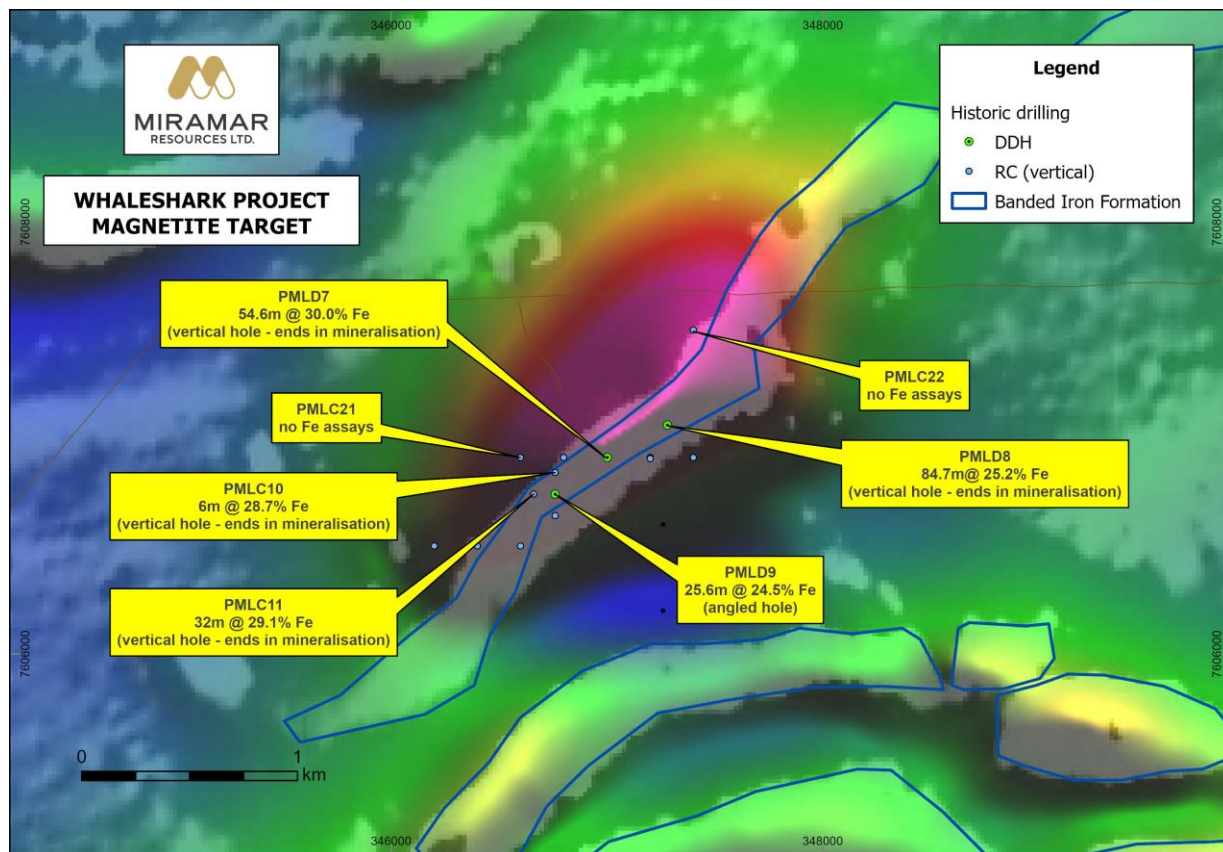 346000
348000
MIRAMAR
RESOURCES LTD.
WHALESHARK PROJECT
MAGNETITE TARGET
Legend
Historic drilling
DDH
RC (vertical)
Banded Iron Formation
7608000
7608000
PMLD7
54.6m @ 30.0% Fe
(vertical hole - ends in mineralisation)
PMLC22
no Fe assays
PMLC21
no Fe assays
PMLD8
84.7m@ 25.2% Fe
(vertical hole - ends in mineralisation)
PMLC10
6m @ 28.7% Fe
(vertical hole - ends in mineralisation)
PMLD9
25.6m @ 24.5% Fe
(angled hole)
PMLC11
32m @ 29.1% Fe
(vertical hole - ends in mineralisation)
7606000
7606000
0
1
km
346000
348000